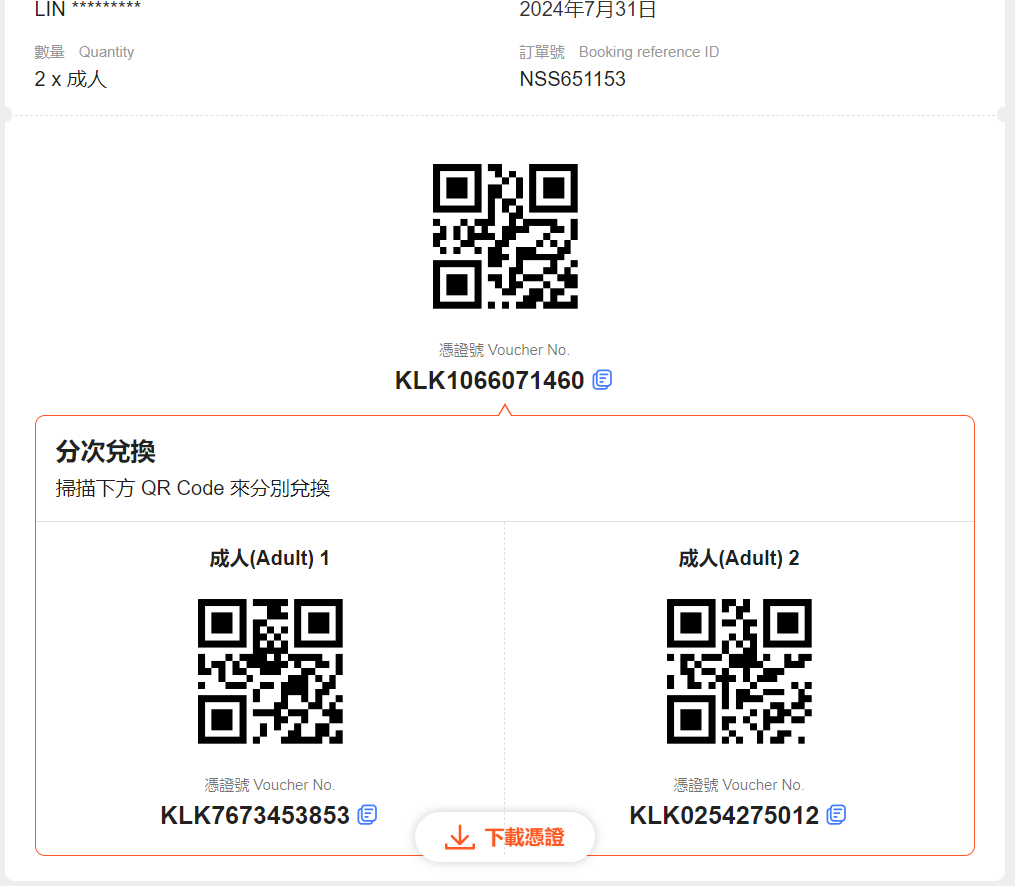 LIN *********
2024年7月31日
數量 Quantity
訂單號 Booking reference ID
2 x 成人
NSS651153
憑證號 Voucher No.
KLK1066071460
分次兌換
掃描下方 QR Code 來分別兌換
成人(Adult) 1
成人(Adult) 2
憑證號 Voucher No.
憑證號 Voucher No.
KLK7673453853
KLK0254275012
下載憑證